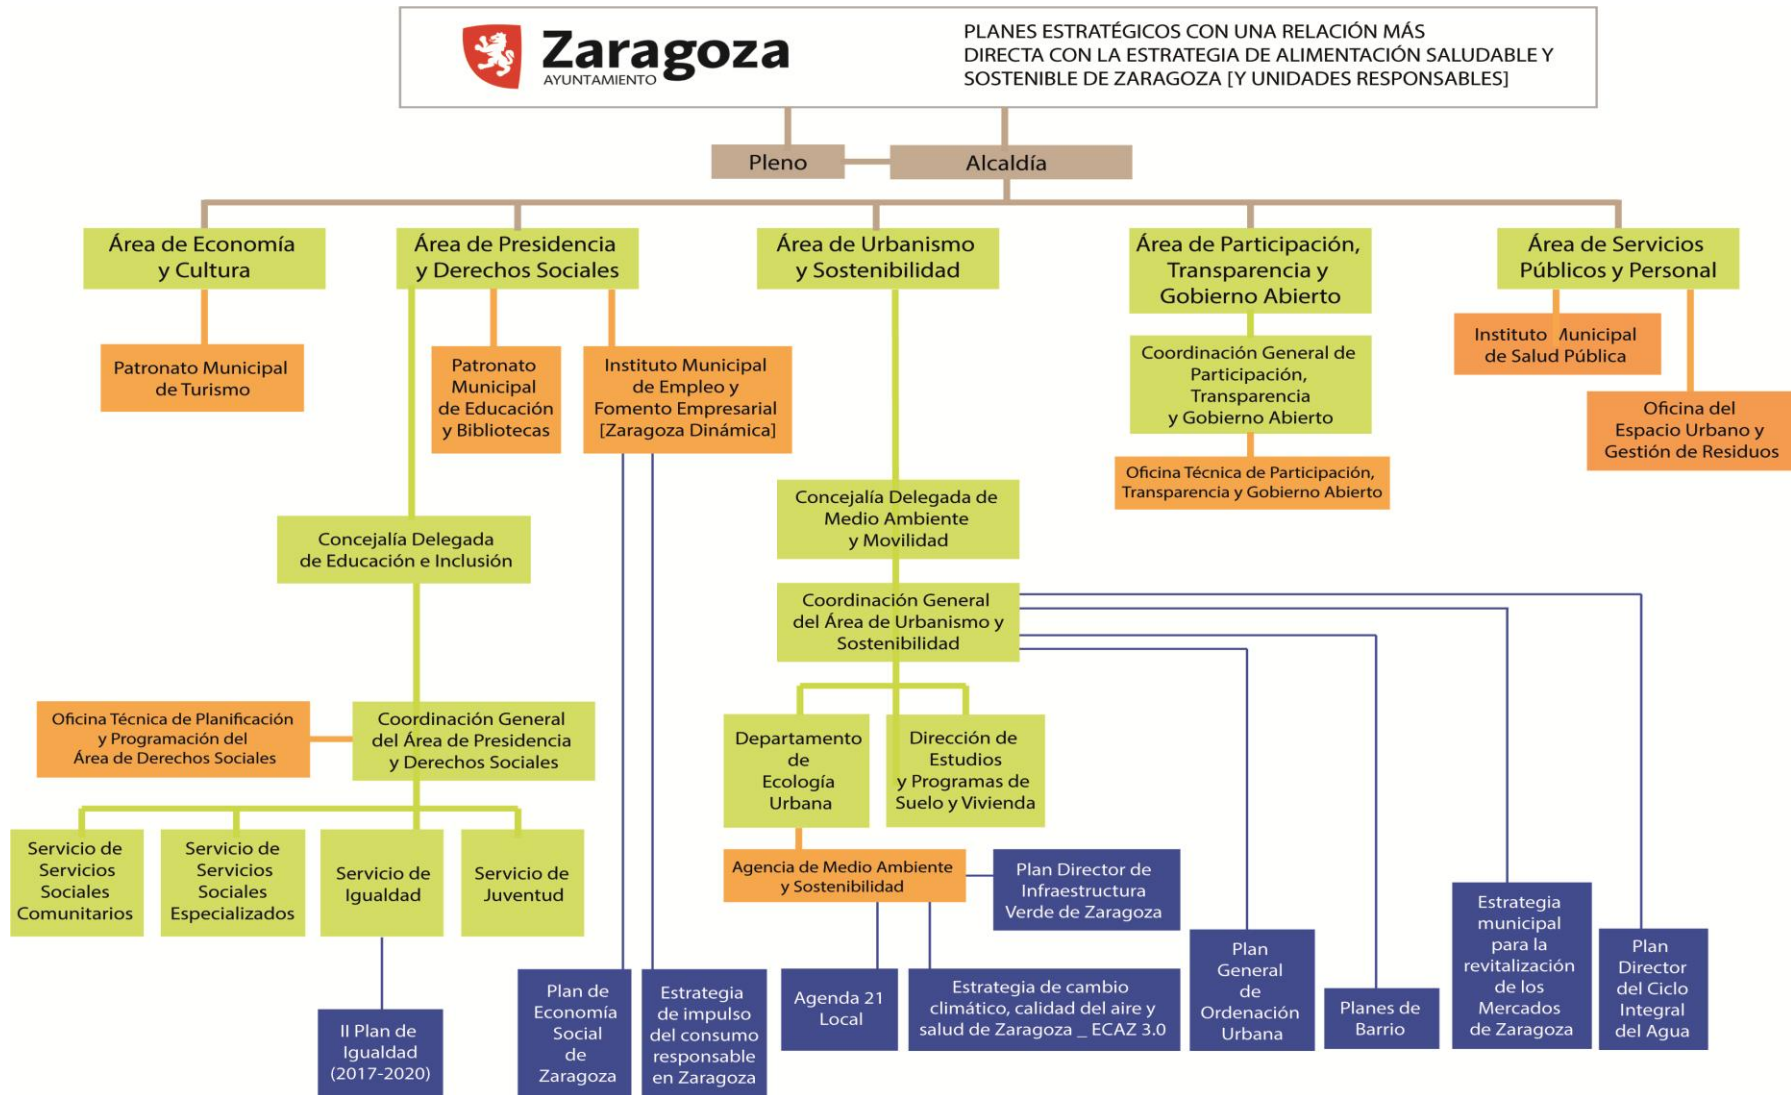 Zaragoza
AYUNTAMIENTO
PLANES ESTRATÉGICOS CON UNA RELACIÓN MÁS
DIRECTA CON LA ESTRATEGIA DE ALIMENTACIÓN SALUDABLE Y
SOSTENIBLE DE ZARAGOZA [Y UNIDADES RESPONSABLES]
Pleno
Alcaldía
Área de Economía
y Cultura
Área de Presidencia
y Derechos Sociales
Área de Urbanismo
y Sostenibilidad
Área de Participación,
Transparencia y
Gobierno Abierto
Área de Servicios
Públicos y Personal
Patronato Municipal
de Turismo
Patronato
Municipal
de Educación
y Bibliotecas
Instituto Municipal
de Empleo y
Fomento Empresarial
[Zaragoza Dinámica]
Coordinación General de
Participación,
Transparencia
y Gobierno Abierto
Instituto Municipal
de Salud Pública
Oficina del
Espacio Urbano y
Gestión de Residuos
Oficina Técnica de Participación,
Transparencia y Gobierno Abierto
Concejalía Delegada de
Medio Ambiente
y Movilidad
Concejalía Delegada
de Educación e Inclusión
Coordinación General
del Área de Urbanismo y
Sostenibilidad
Oficina Técnica de Planificación
y Programación del
Área de Derechos Sociales
Coordinación General
del Área de Presidencia
y Derechos Sociales
Departamento
de
Ecología
Urbana
Dirección de
Estudios
y Programas de
Suelo y Vivienda
Servicio de
Servicios
Sociales
Comunitarios
Servicio de
Servicios
Sociales
Especializados
Servicio de
Igualdad
Servicio de
Juventud
Agencia de Medio Ambiente
y Sostenibilidad
Plan Director de
Infraestructura
Verde de Zaragoza
II Plan de
Igualdad
(2017-2020)
Plan de
Economía
Social
de
Zaragoza
Estrategia
de impulso
del consumo
responsable
en Zaragoza
Agenda 21
Local
Estrategia de cambio
climático, calidad del aire y
salud de Zaragoza _ ECAZ 3.0
Plan
General
de
Ordenación
Urbana
Planes de
Barrio
Estrategia
municipal
para la
revitalización
de los
Mercados
de Zaragoza
Plan
Director
del Ciclo
Integral
del Agua